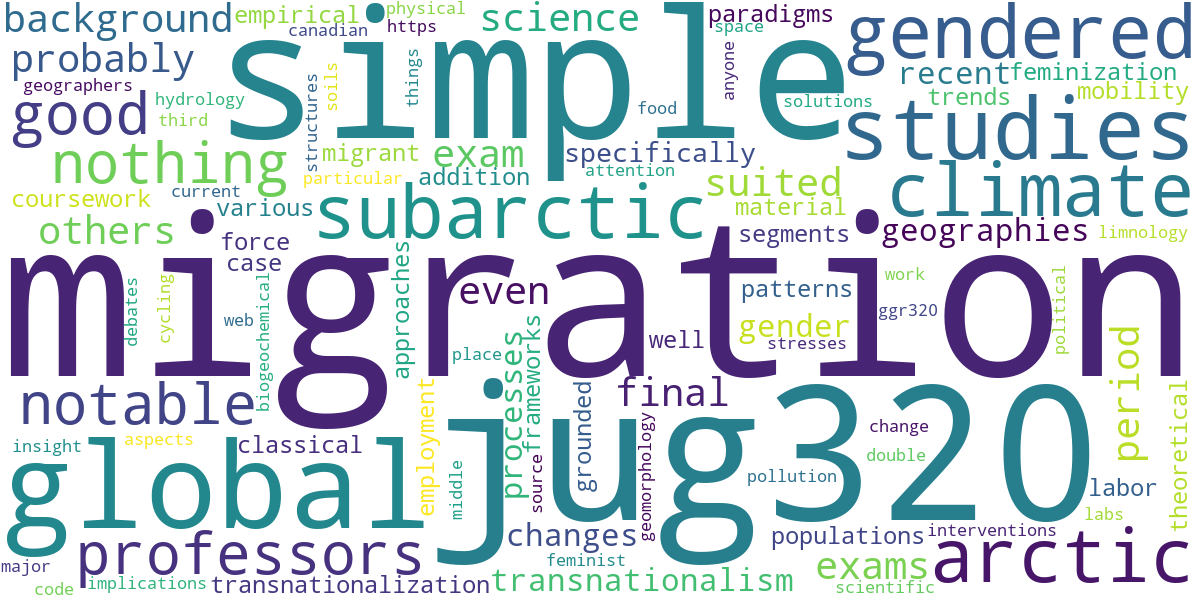 background
empirical
physical
canadian
https
science
paradigms
space
gendered
probably
geographers
simple
anyone
recent
feminization
good
hydrology
third
structures
soils
things
food
solutions
trends
mobility
nothing
migrant
exam
specifically
studies
particular
addition
attention
suited
climate
coursework
current
various
subarctic
material
others
force
case
segments
geographies
limnology
migration
debates
cycling
web
biogeochemical
approaches
even
place
well
patterns
gender
stresses
work
ggr320
political
notable
processes
frameworks
final
period
theoretical
insight
aspects
classical
employment
middle
source
grounded
geomorphology
jug320
change
double
pollution
labor
labs
global
professors
changes
populations
interventions
arctic
major
feminist
code
implications
transnationalization
transnationalism
exams
scientific